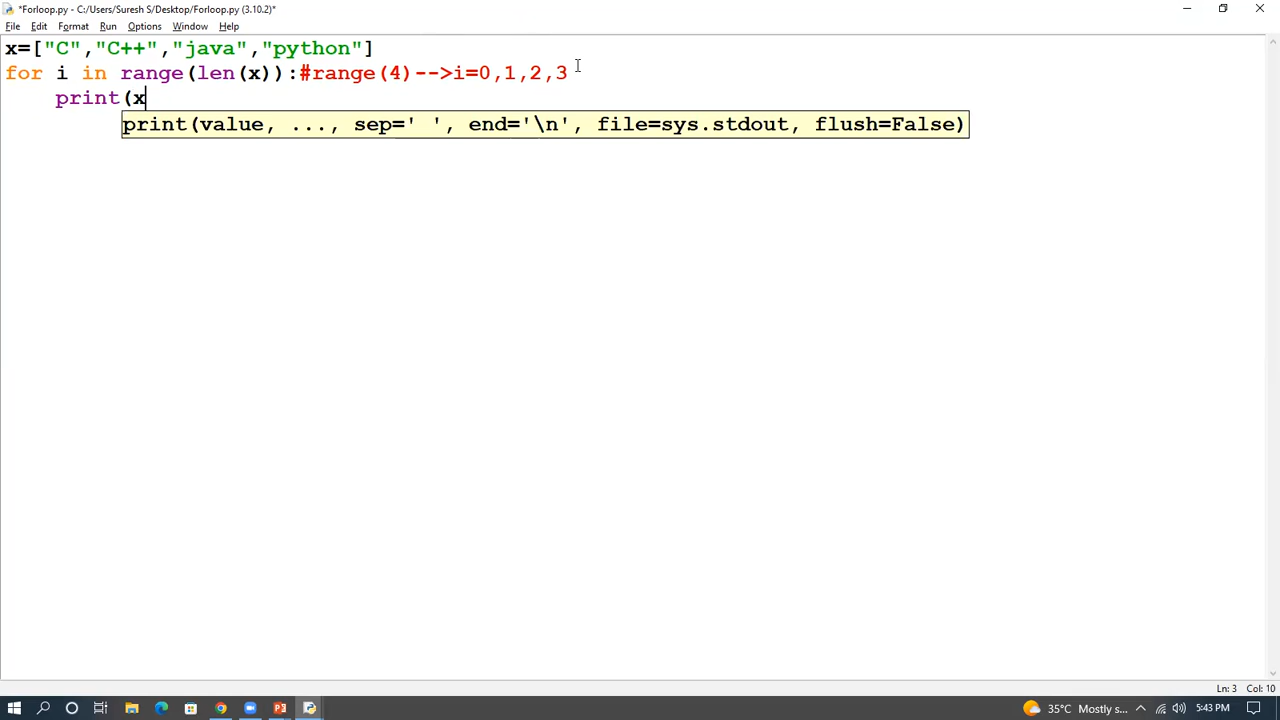 *Forloop.py - C:/Users/Suresh S/Desktop/Forloop.py (3.10.2)*
File Edit Format Run Options Window Help
x=["C","C++","java","python"]
for i in range(len(x)):#range(4)-->i=0,1,2,3
    print(x
print(value, ..., sep=' ', end='\n', file=sys.stdout, flush=False)
Ln: 3 Col: 10
35°C Mostly s... 5:43 PM